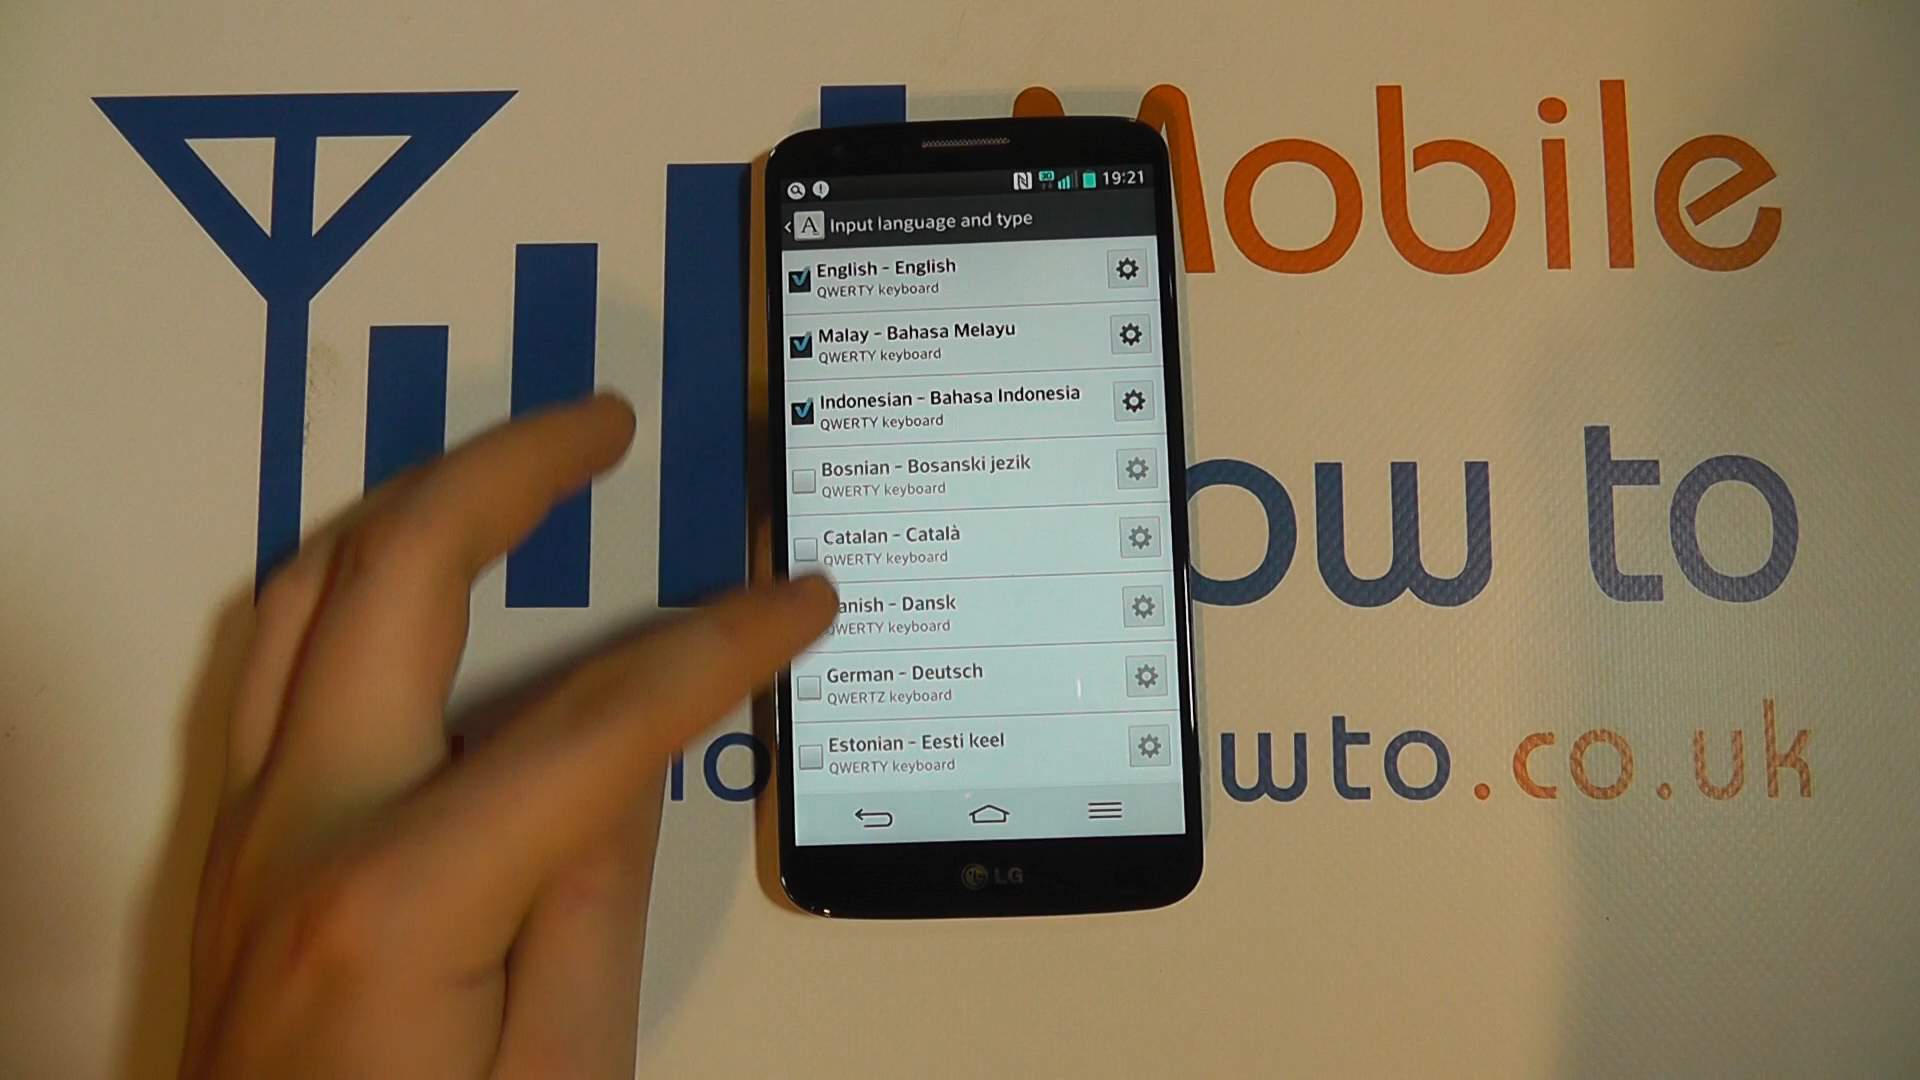 Mobile
ow to
owto.co.uk
19:21
Input language and type
English - English
QWERTY keyboard
Malay - Bahasa Melayu
QWERTY keyboard
Indonesian - Bahasa Indonesia
QWERTY keyboard
Bosnian - Bosanski jezik
QWERTY keyboard
Catalan - Català
QWERTY keyboard
anish - Dansk
QWERTY keyboard
German - Deutsch
QWERTZ keyboard
Estonian - Eesti keel
QWERTY keyboard
LG